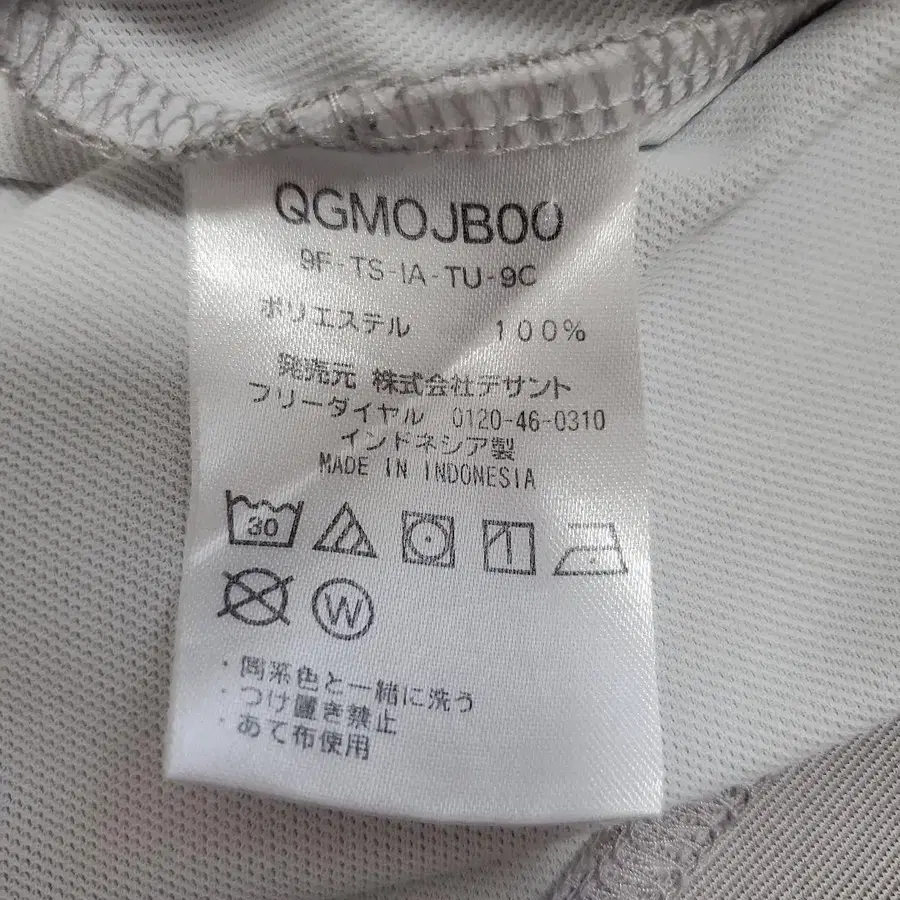 QGMOJB00
9F-TS-IA-TU-9C
ポリエステル 100%
発売元 株式会社デサント
フリーダイヤル 0120-46-0310
インドネシア製
MADE IN INDONESIA
30
W
・同系色と一緒に洗う
・つけ置き禁止
・あて布使用